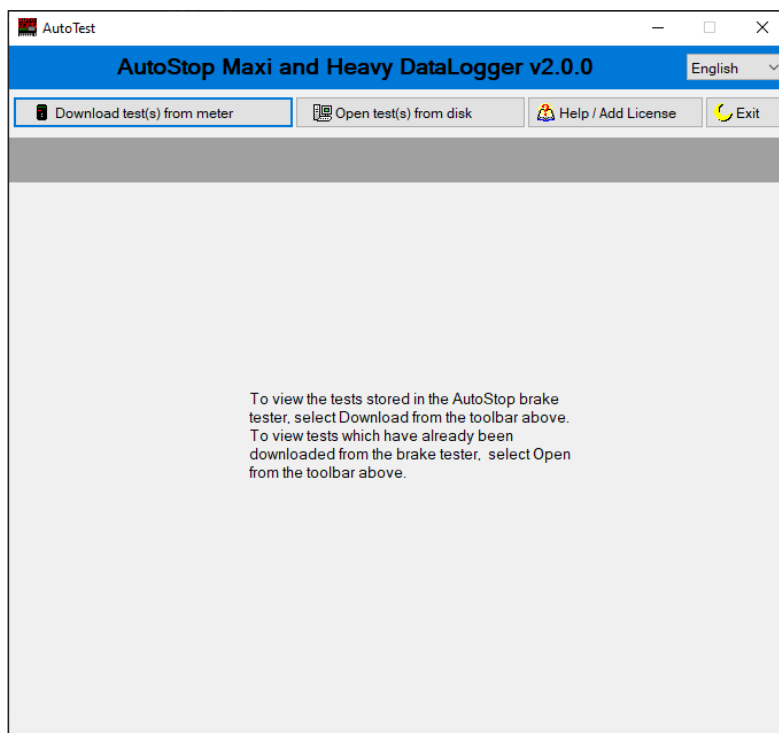 AutoTest
AutoStop Maxi and Heavy DataLogger v2.0.0
English
Download test(s) from meter
Open test(s) from disk
Help / Add License
Exit
To view the tests stored in the AutoStop brake
tester, select Download from the toolbar above.
To view tests which have already been
downloaded from the brake tester,  select Open
from the toolbar above.